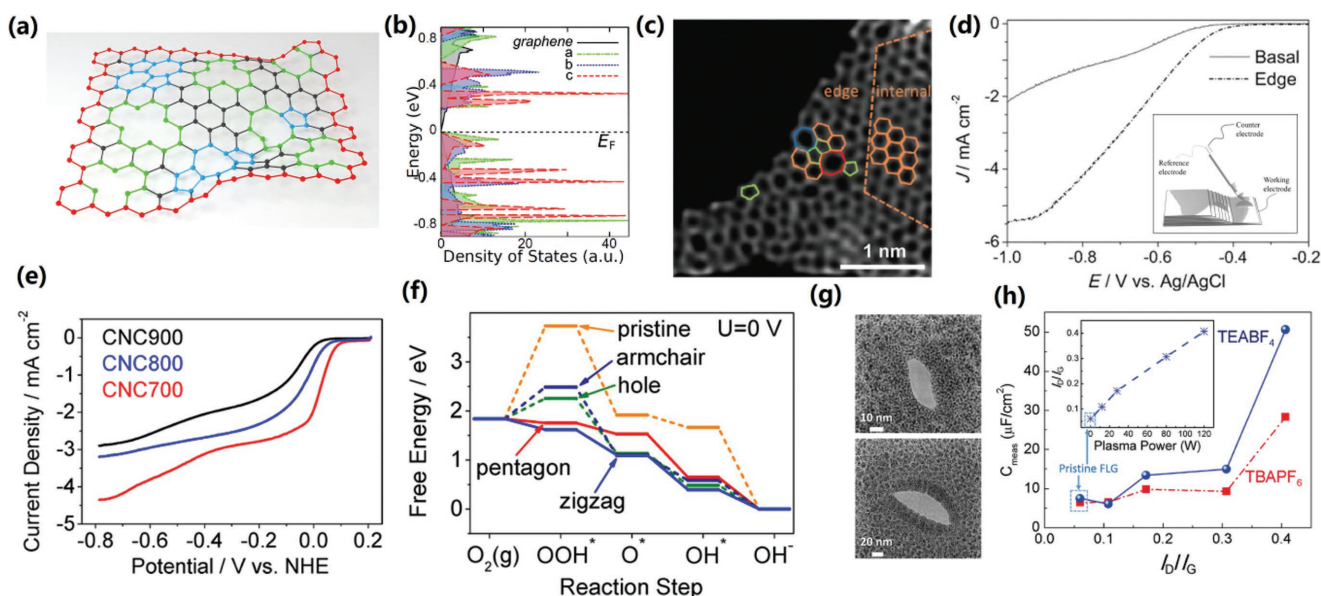 (a)
(b)
0.8
0.4
0
-0.4
-0.8
Energy (eV)
graphene
a
b
c
E_F
0 20 40
Density of States (a.u.)
(c)
edge
internal
1 nm
(d)
0
-2
-4
-6
J / mA cm⁻²
Basal
Edge
Counter
electrode
Reference
electrode
Working
electrode
-1.0 -0.8 -0.6 -0.4 -0.2
E / V vs. Ag/AgCl
(e)
0
-1
-2
-3
-4
-5
Current Density / mA cm⁻²
CNC900
CNC800
CNC700
-0.8 -0.6 -0.4 -0.2 0.0 0.2
Potential / V vs. NHE
(f)
3
2
1
0
Free Energy / eV
U=0 V
pristine
armchair
hole
pentagon
zigzag
O₂(g) OOH* O* OH* OH⁻
Reaction Step
(g)
10 nm
20 nm
(h)
50
40
30
20
10
0
C_meas (μF/cm²)
0.4
0.3
0.2
0.1
I_D/I_G
0 20 40 60 80 100 120
Plasma Power (W)
Pristine FLG
TEABF₄
TBAPF₆
0.0 0.1 0.2 0.3 0.4
I_D/I_G